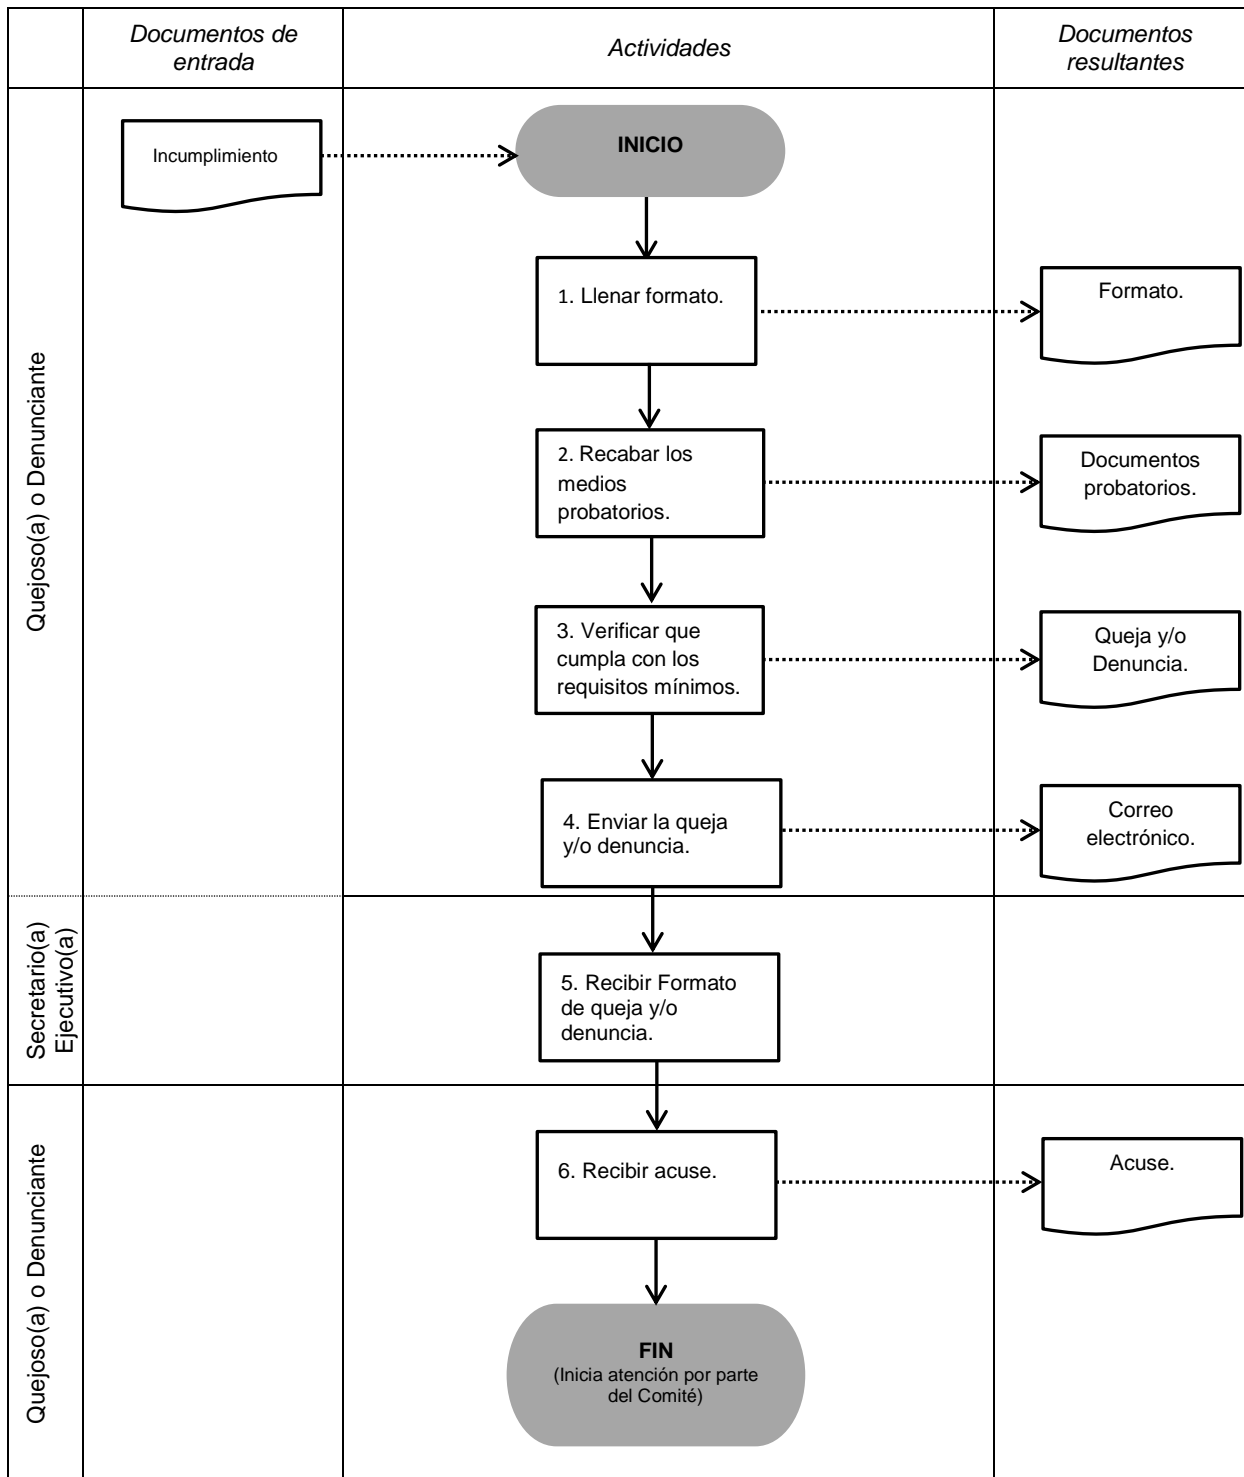 Documentos de
entrada
Actividades
Documentos
resultantes
Quejoso(a) o Denunciante
Incumplimiento
INICIO
1. Llenar formato.
Formato.
2. Recabar los
medios
probatorios.
Documentos
probatorios.
3. Verificar que
cumpla con los
requisitos mínimos.
Queja y/o
Denuncia.
4. Enviar la queja
y/o denuncia.
Correo
electrónico.
Secretario(a)
Ejecutivo(a)
5. Recibir Formato
de queja y/o
denuncia.
Quejoso(a) o Denunciante
6. Recibir acuse.
Acuse.
FIN
(Inicia atención por parte
del Comité)